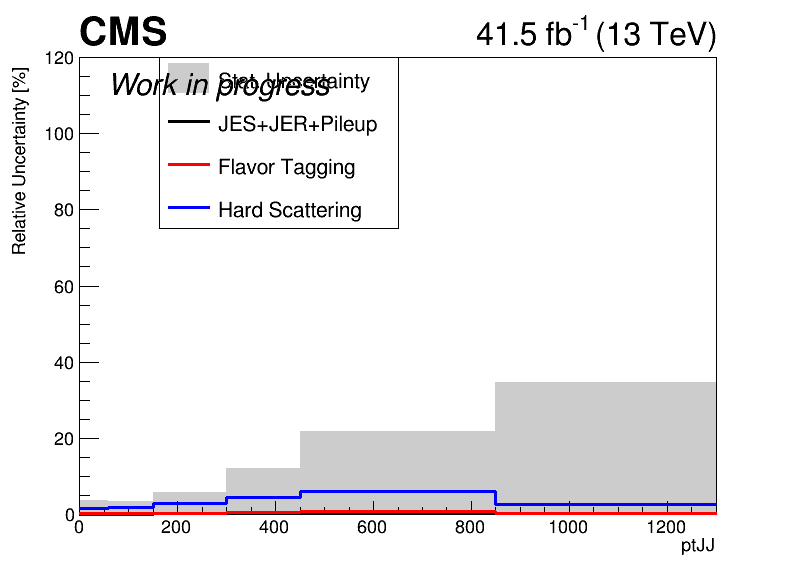 CMS
41.5 fb-1 (13 TeV)
Work in progress
Stat. Uncertainty
JES+JER+Pileup
Flavor Tagging
Hard Scattering
Relative Uncertainty [%]
120
100
80
60
40
20
0
0 200 400 600 800 1000 1200
ptJJ